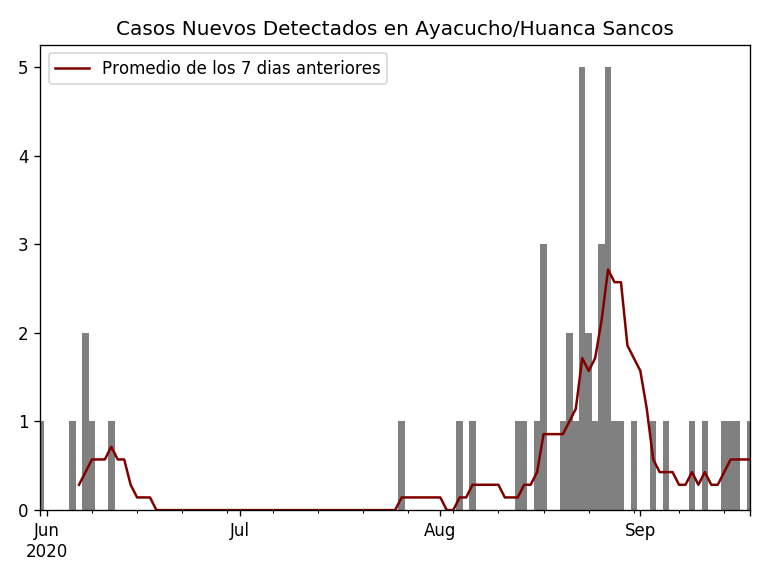 Casos Nuevos Detectados en Ayacucho/Huanca Sancos
Promedio de los 7 dias anteriores
5
4
3
2
1
0
Jun Jul Aug Sep
2020